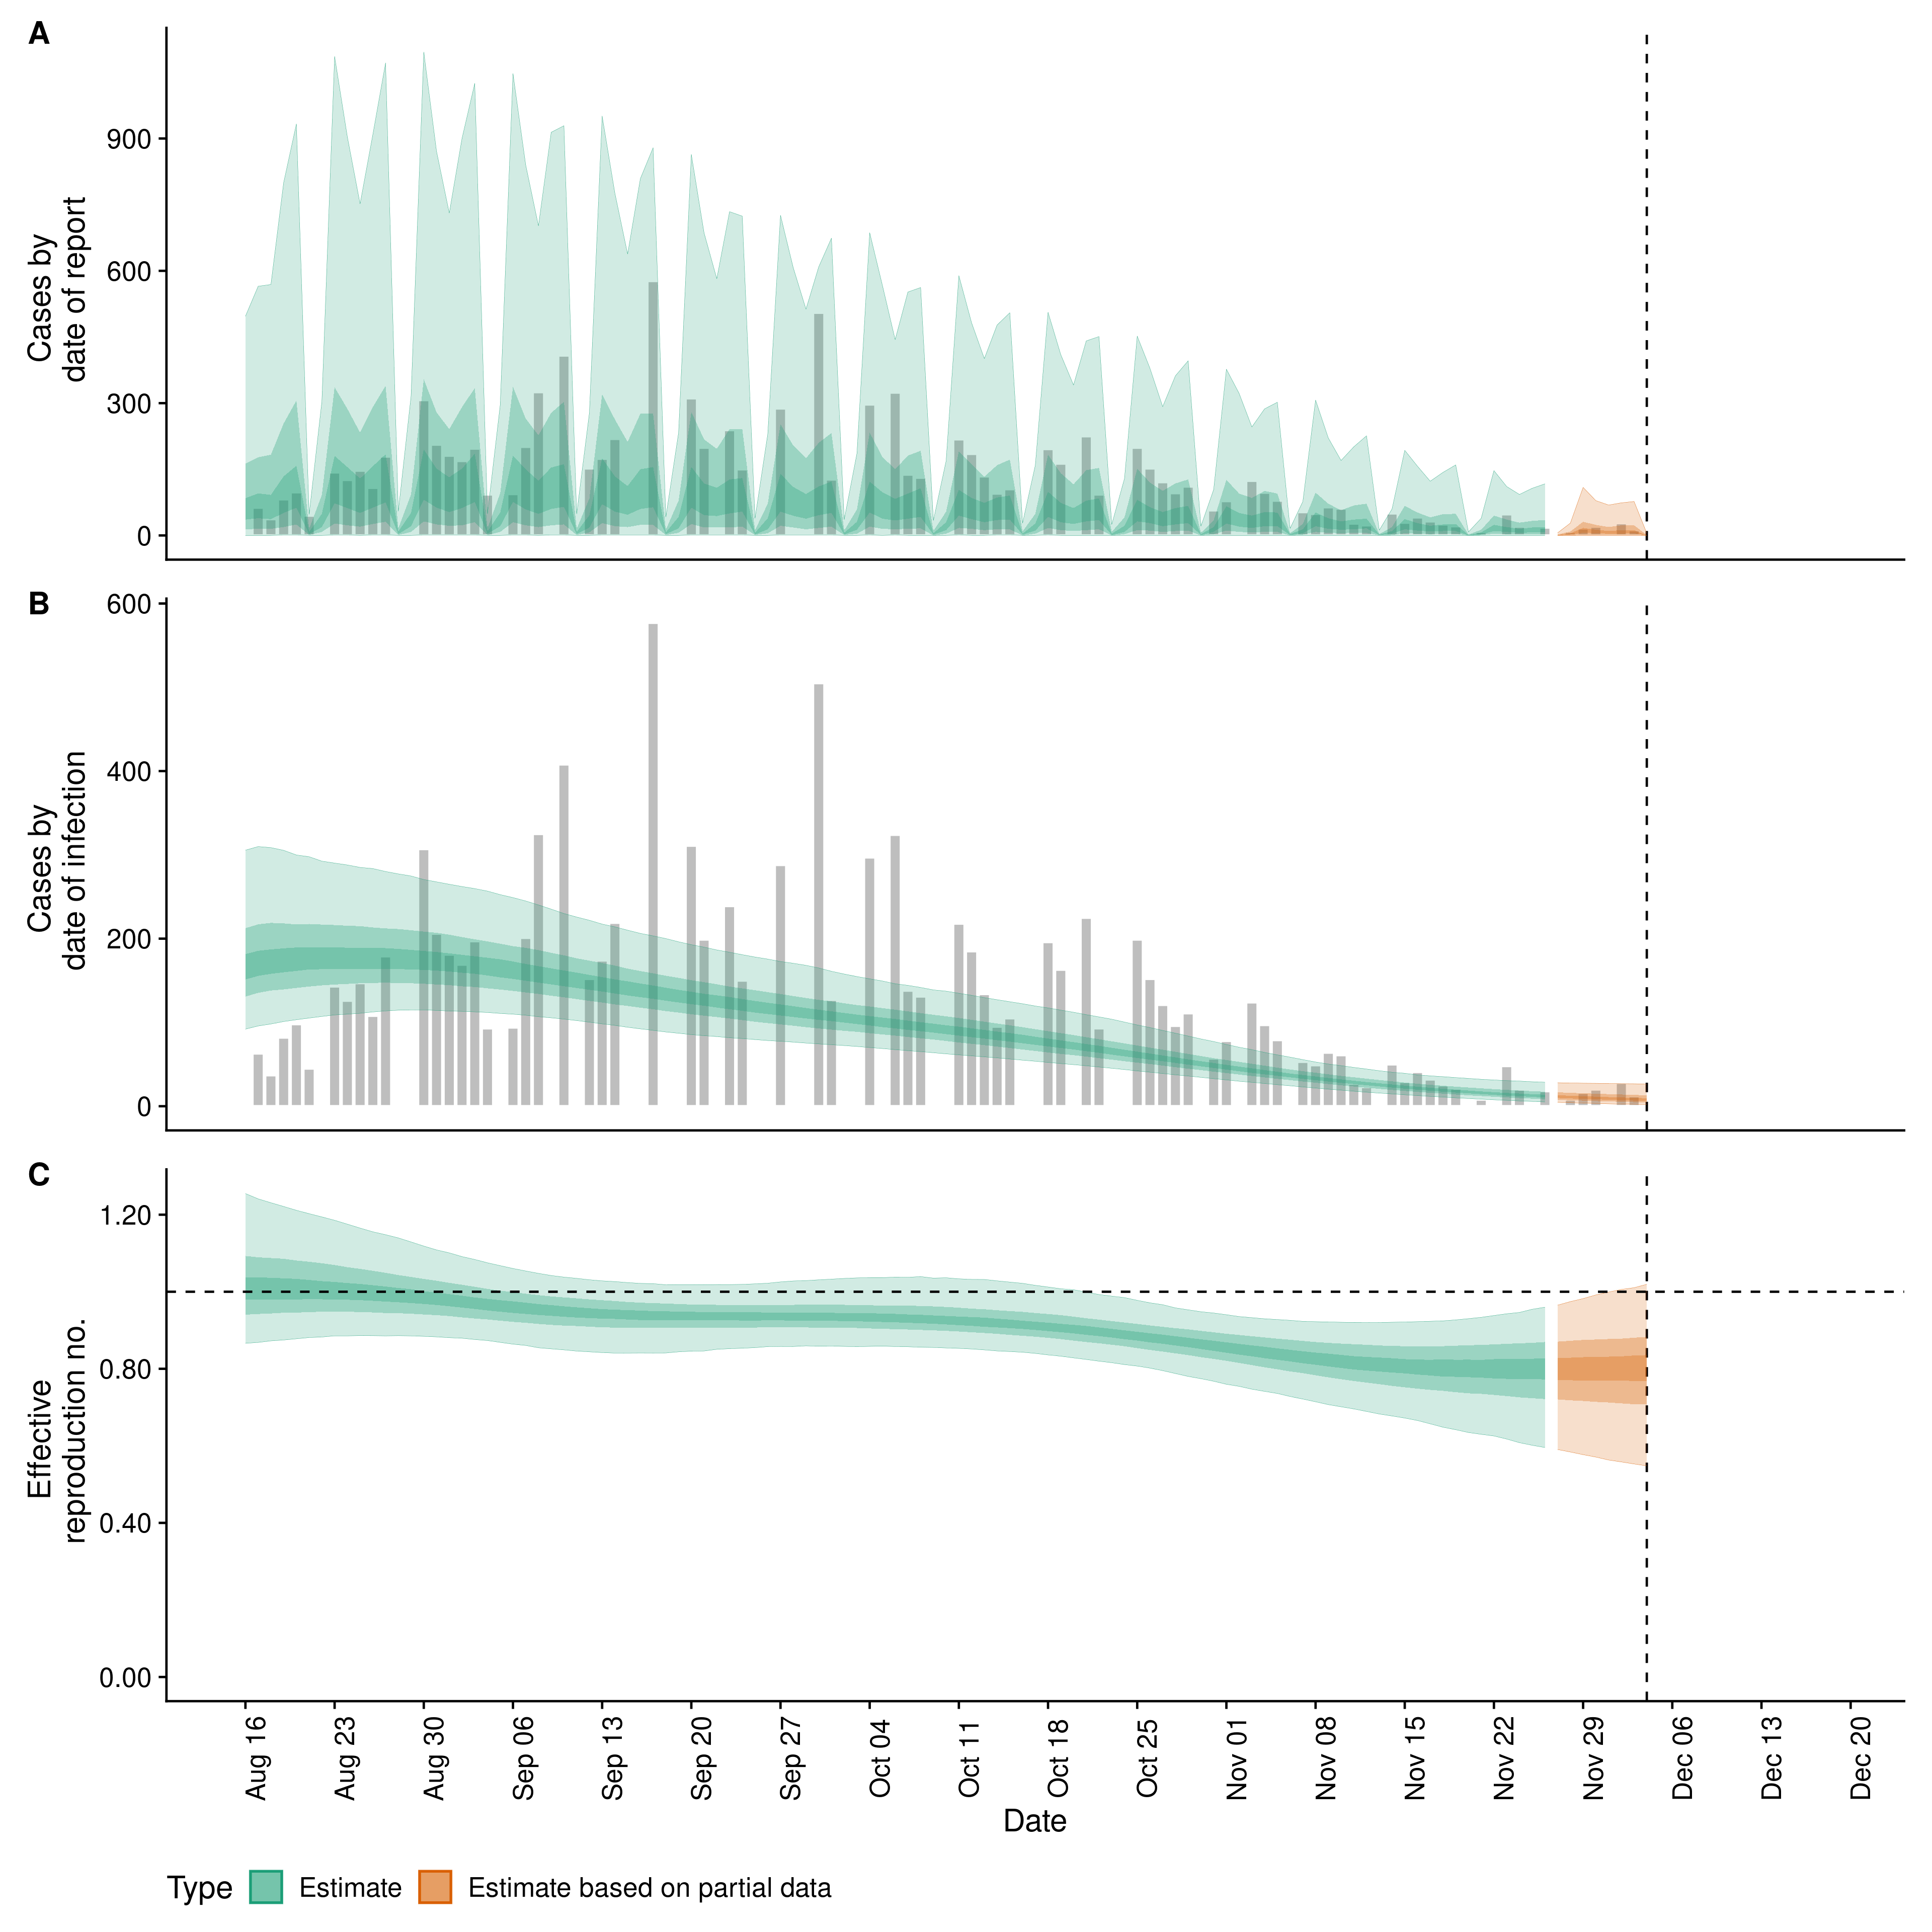 A
Cases by
date of report
900
600
300
0
B
Cases by
date of infection
600
400
200
0
C
Effective
reproduction no.
1.20
0.80
0.40
0.00
Aug 16
Aug 23
Aug 30
Sep 06
Sep 13
Sep 20
Sep 27
Oct 04
Oct 11
Oct 18
Oct 25
Nov 01
Nov 08
Nov 15
Nov 22
Nov 29
Dec 06
Dec 13
Dec 20
Date
Type Estimate Estimate based on partial data